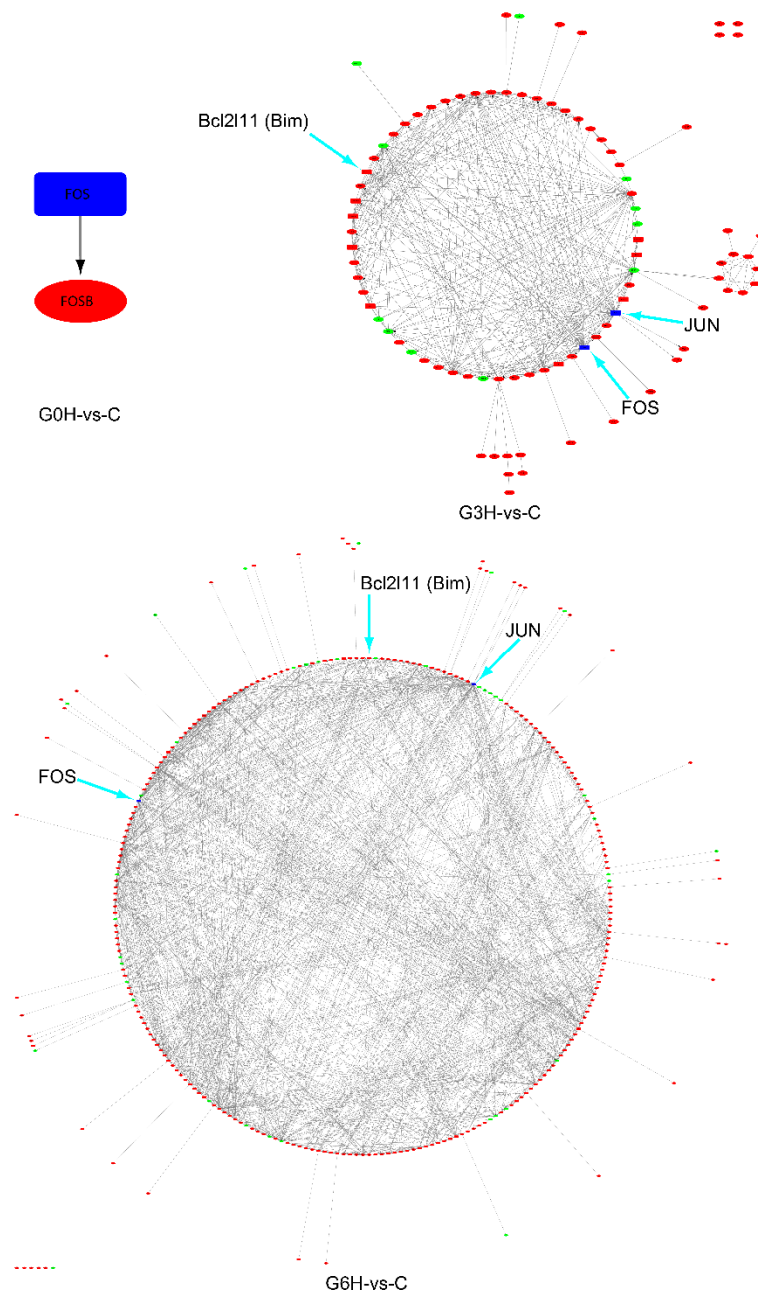 Bcl2l11 (Bim)
FOS
FOSB
JUN
FOS
G0H-vs-C
G3H-vs-C
Bcl2l11 (Bim)
JUN
FOS
G6H-vs-C